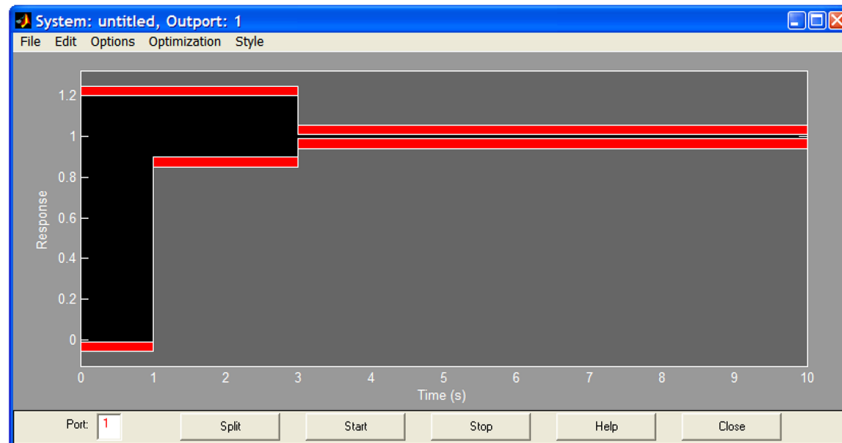 System: untitled, Outport: 1
File Edit Options Optimization Style
1.2
1
0.8
0.6
0.4
0.2
0
Response
0 1 2 3 4 5 6 7 8 9 10
Time (s)
Port: 1 Split Start Stop Help Close